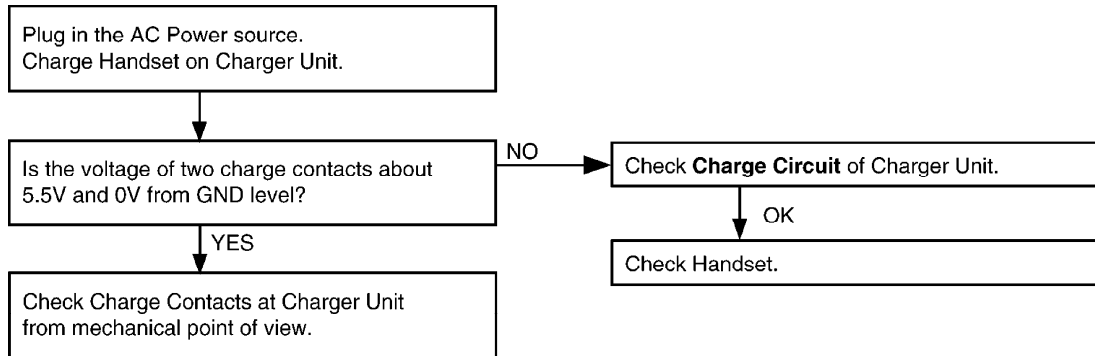 Plug in the AC Power source.
Charge Handset on Charger Unit.
Is the voltage of two charge contacts about
5.5V and 0V from GND level?
NO
Check Charge Circuit of Charger Unit.
OK
Check Handset.
YES
Check Charge Contacts at Charger Unit
from mechanical point of view.